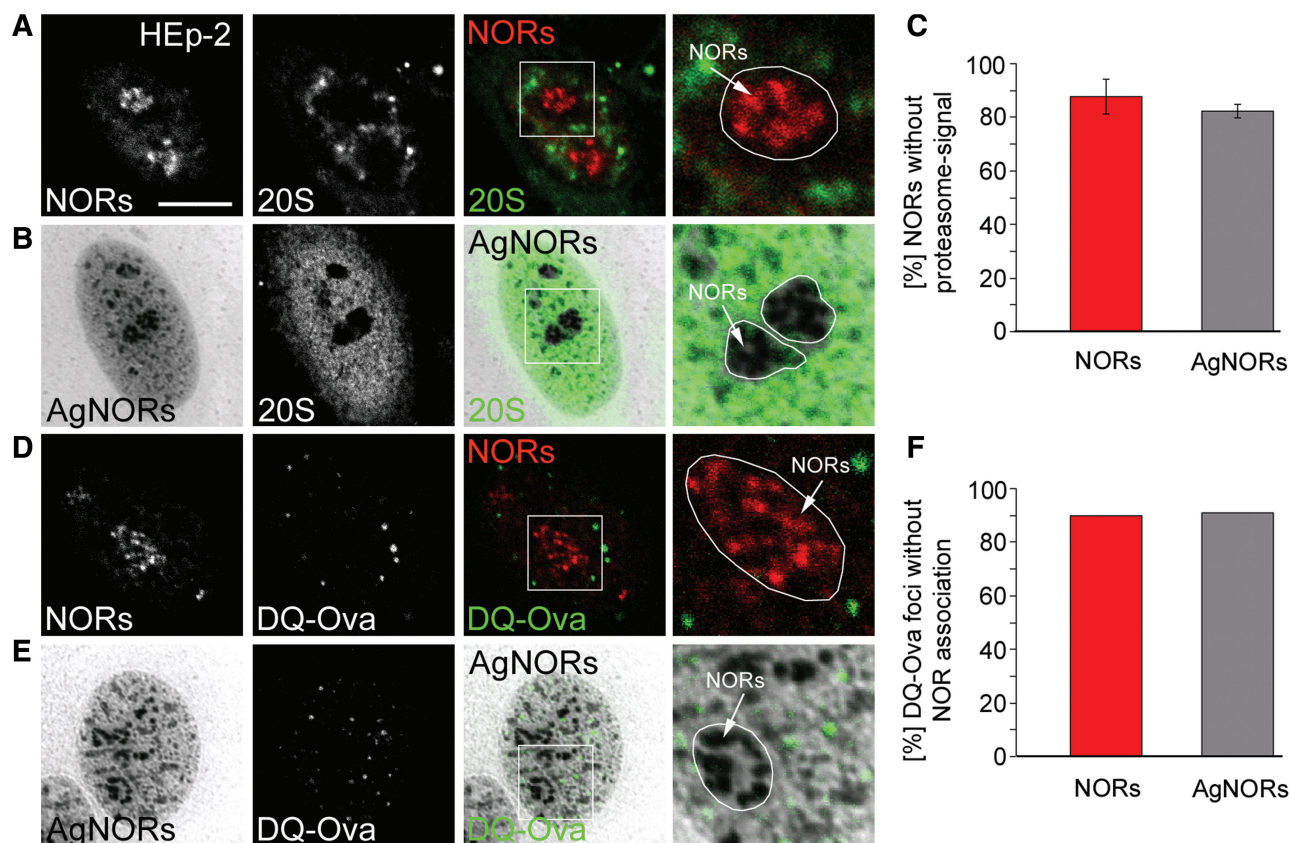 A
HEp-2
NORs
20S
NORs
20S
NORs
B
AgNORs
20S
AgNORs
20S
NORs
C
[%] NORs without
proteasome-signal
100
80
60
40
20
0
NORs
AgNORs
D
NORs
DQ-Ova
NORs
DQ-Ova
NORs
E
AgNORs
DQ-Ova
AgNORs
DQ-Ova
NORs
F
[%] DQ-Ova foci without
NOR association
100
80
60
40
20
0
NORs
AgNORs